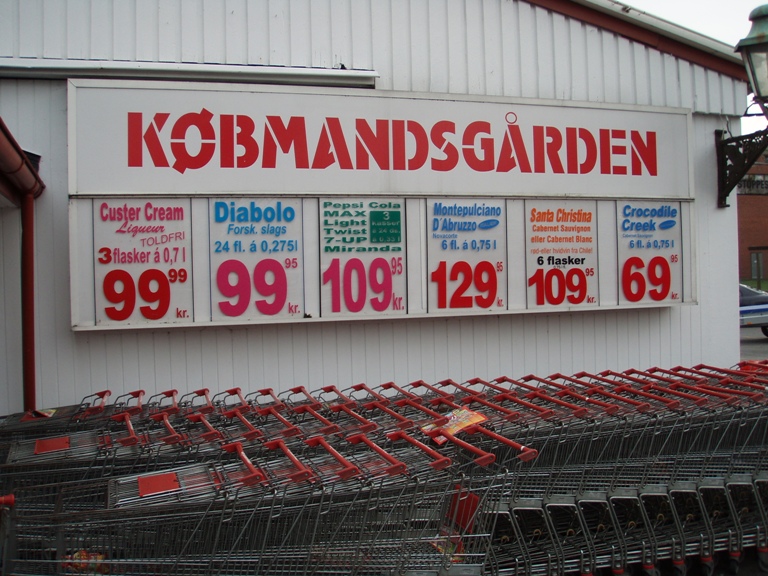 KØBMANDSGÅRDEN
Custer Cream
Liqueur
TOLDFRI
3 flasker á 0,7 l
99 99
kr.
Diabolo
Forsk. slags
24 fl. á 0,275l
99 95
kr.
Pepsi Cola
MAX
Light
Twist
7-UP
Miranda
3
109 95
kr.
Montepulciano
D'Abruzzo
6 fl. á 0,75 l
129 95
kr.
Santa Christina
Cabernet Sauvignon
eller Cabernet Blanc
6 flasker
109 95
kr.
Crocodile
Creek
6 fl. á 0,75 l
69 95
kr.